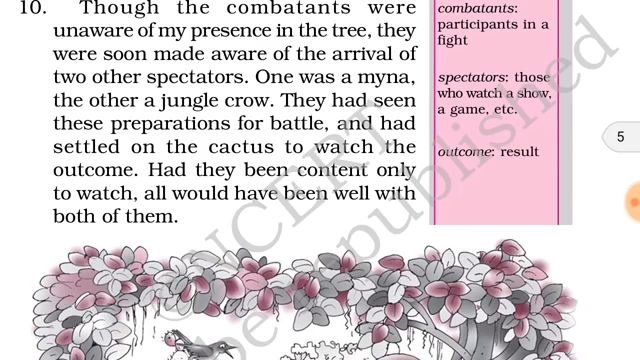 10. Though the combatants were
unaware of my presence in the tree, they
were soon made aware of the arrival of
two other spectators. One was a myna,
the other a jungle crow. They had seen
these preparations for battle, and had
settled on the cactus to watch the
outcome. Had they been content only
to watch, all would have been well with
both of them.
combatants:
participants in a
fight
spectators: those
who watch a show,
a game, etc.
outcome: result
5
NCERT
be republished